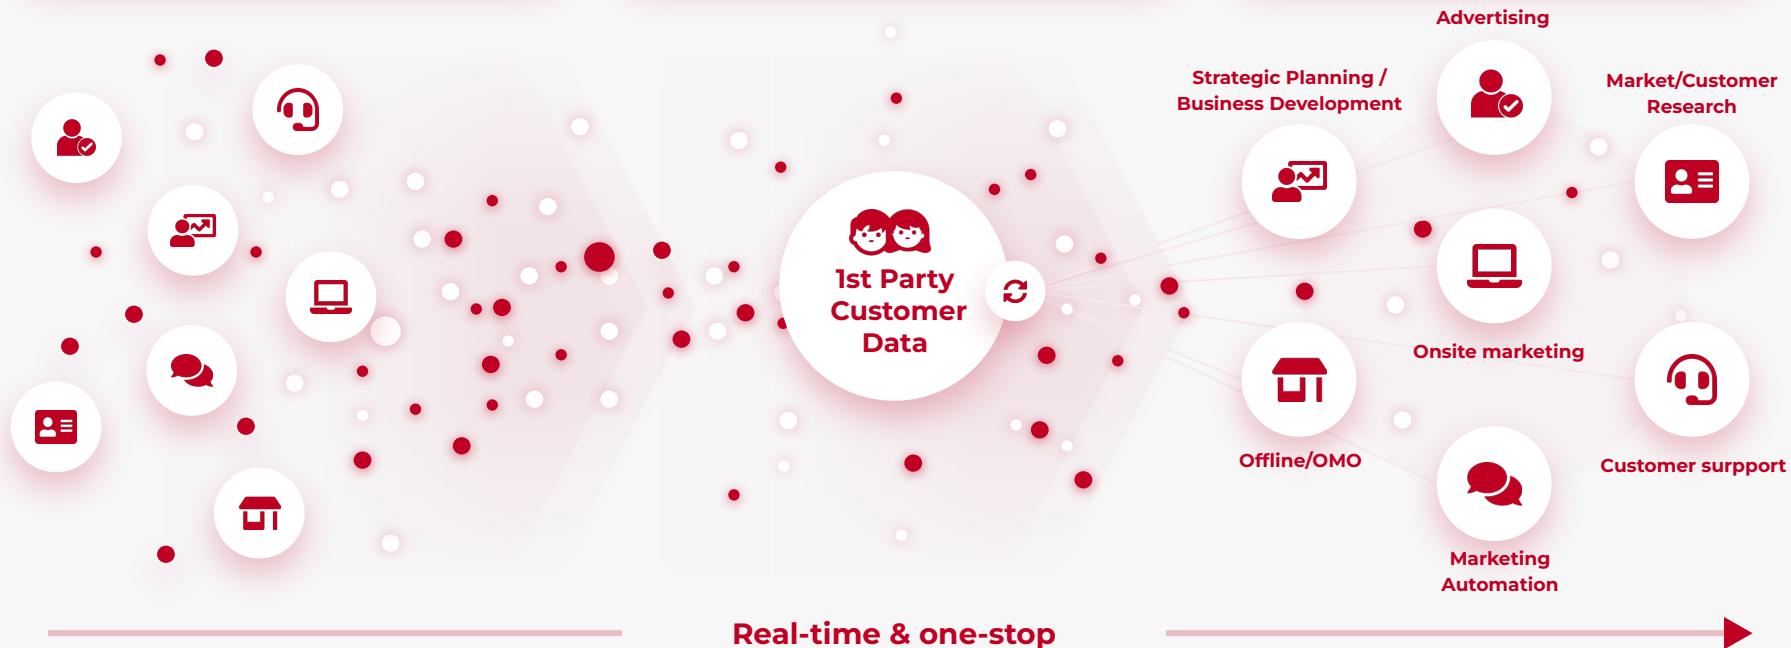 Advertising
Strategic Planning /
Business Development
Market/Customer
Research
1st Party
Customer
Data
Onsite marketing
Offline/OMO
Customer surpport
Marketing
Automation
Real-time & one-stop